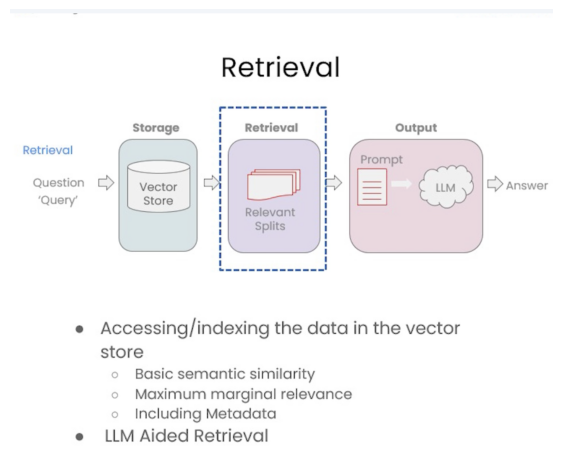 Retrieval
Storage
Retrieval
Output
Retrieval
Question
'Query'
Vector
Store
Relevant
Splits
Prompt
LLM
Answer
● Accessing/indexing the data in the vector
store
○ Basic semantic similarity
○ Maximum marginal relevance
○ Including Metadata
● LLM Aided Retrieval